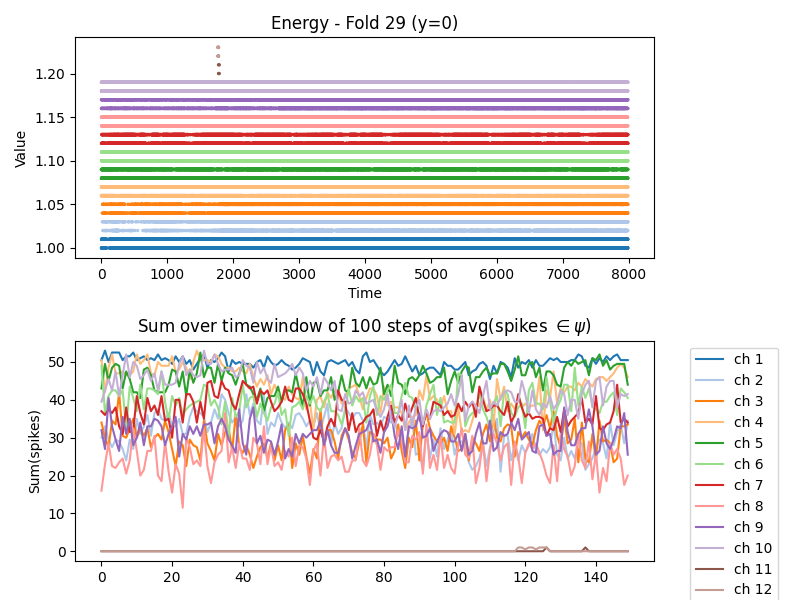 Energy - Fold 29 (y=0)
1.20
1.15
1.10
1.05
1.00
Value
0 1000 2000 3000 4000 5000 6000 7000 8000
Time
Sum over timewindow of 100 steps of avg(spikes ∈ ψ)
50
40
30
20
10
0
Sum(spikes)
0 20 40 60 80 100 120 140
ch 1
ch 2
ch 3
ch 4
ch 5
ch 6
ch 7
ch 8
ch 9
ch 10
ch 11
ch 12